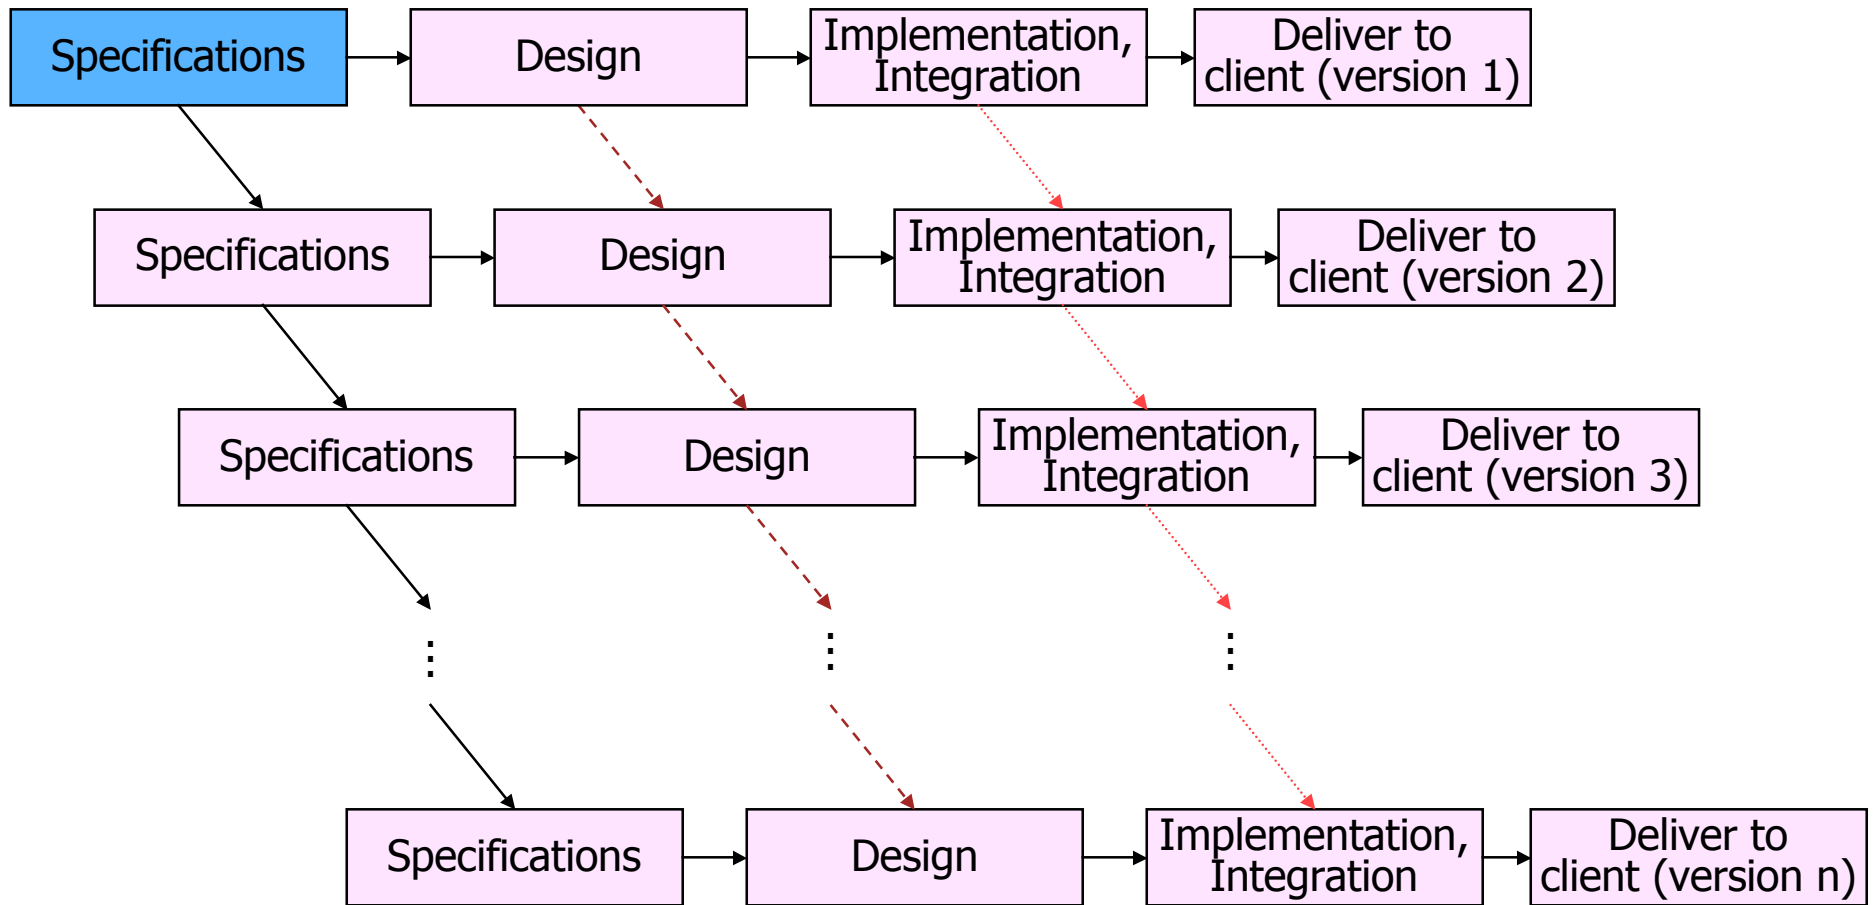 Specifications
Design
Implementation,
Integration
Deliver to
client (version 1)
Specifications
Design
Implementation,
Integration
Deliver to
client (version 2)
Specifications
Design
Implementation,
Integration
Deliver to
client (version 3)
Specifications
Design
Implementation,
Integration
Deliver to
client (version n)